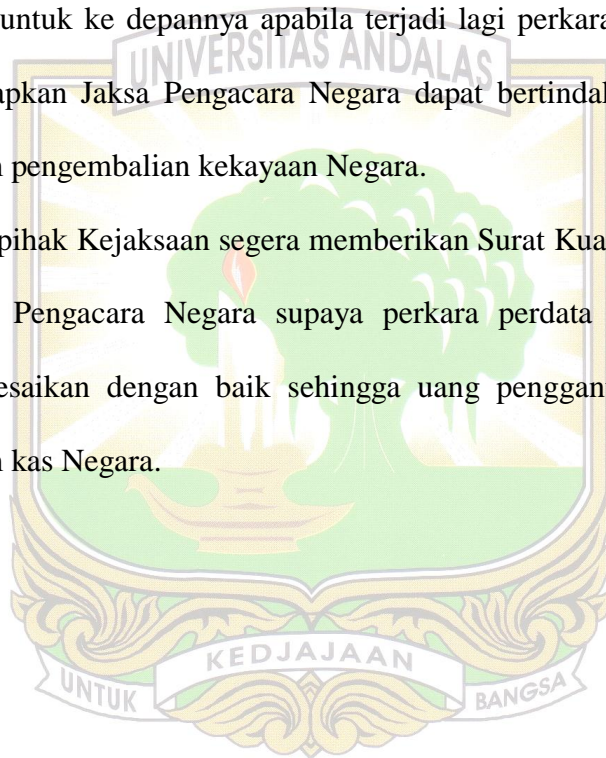 untuk ke depannya apabila terjadi lagi perkara
UNIVERSITAS ANDALAS
apkan Jaksa Pengacara Negara dapat bertindak
pengembalian kekayaan Negara.
pihak Kejaksaan segera memberikan Surat Kua
Pengacara Negara supaya perkara perdata
esaikan dengan baik sehingga uang penggant
kas Negara.
KEDJAJAAN
UNTUK
BANGSA